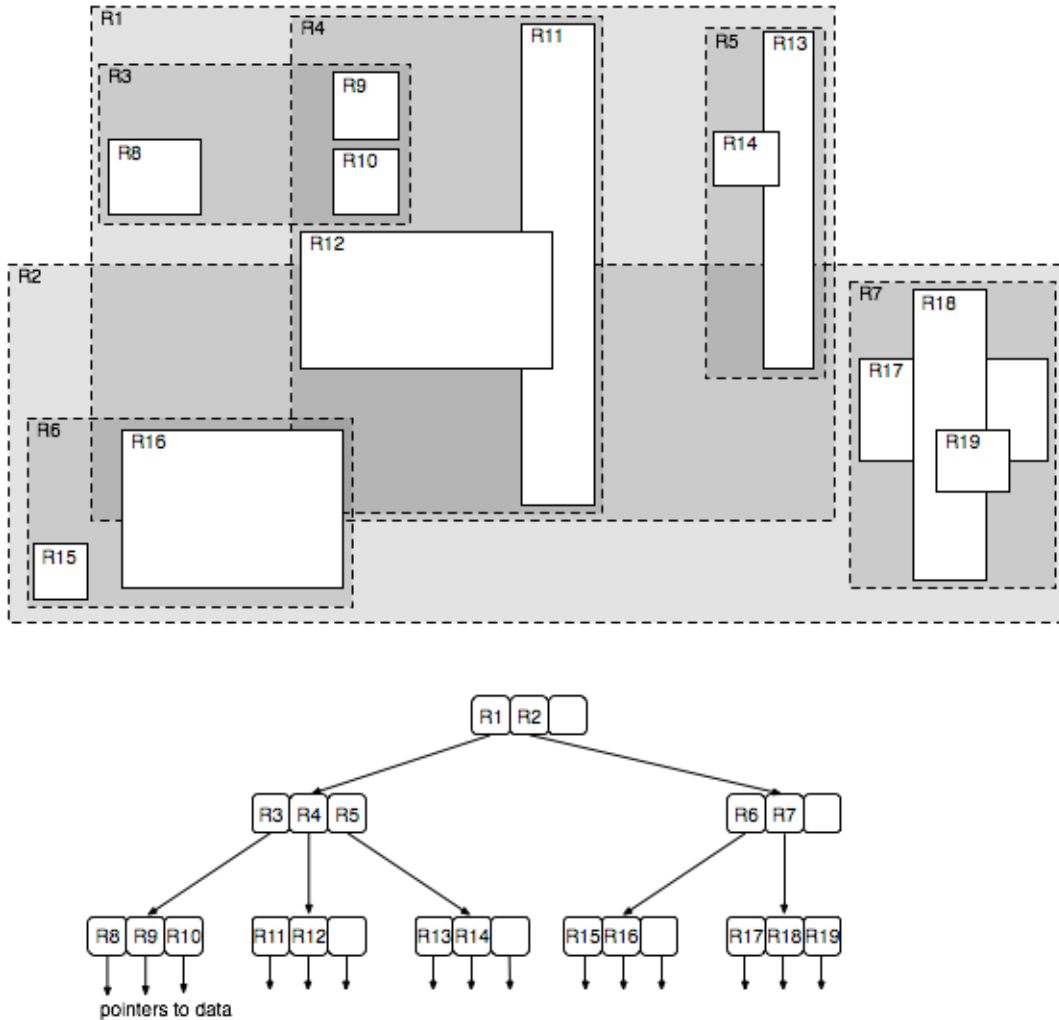 R1
R4
R11
R5
R13
R3
R9
R8
R10
R14
R12
R2
R7
R18
R17
R6
R16
R19
R15
R1 R2
R3 R4 R5
R6 R7
R8 R9 R10
R11 R12
R13 R14
R15 R16
R17 R18 R19
pointers to data